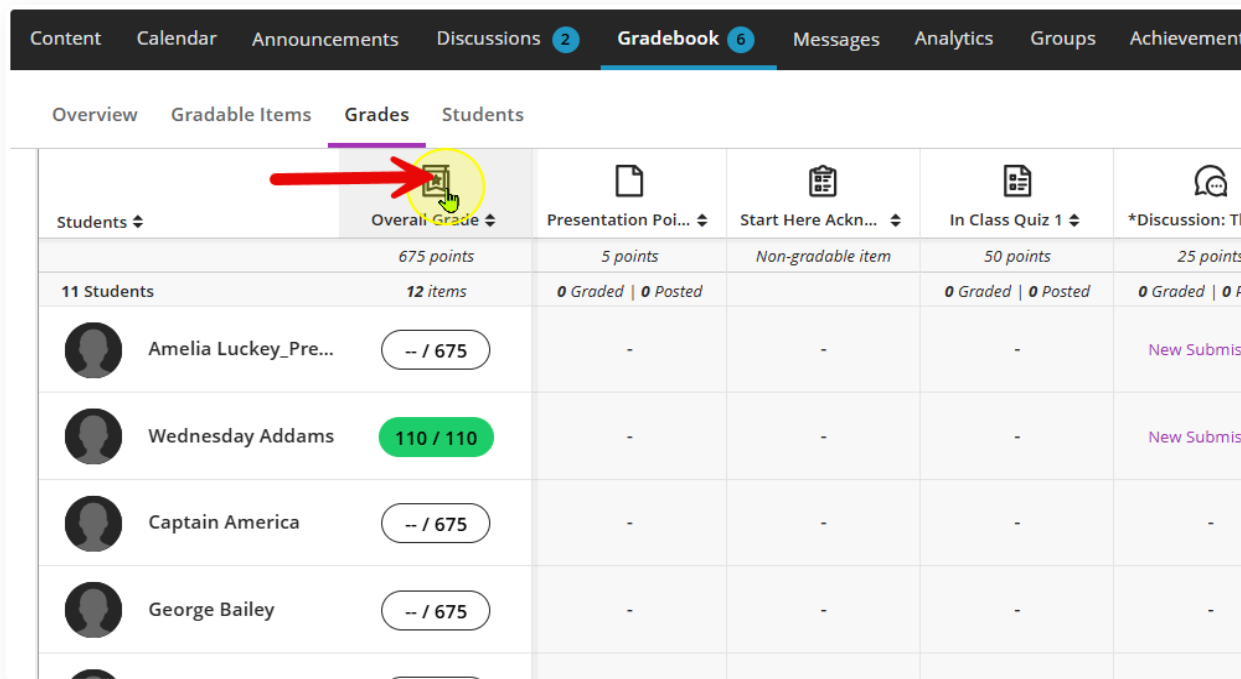 Content Calendar Announcements Discussions 2 Gradebook 6 Messages Analytics Groups Achievement
Overview Gradable Items Grades Students
Students Overall Grade Presentation Poi... Start Here Ackn... In Class Quiz 1 *Discussion:
675 points 5 points Non-gradable item 50 points 25 points
11 Students 12 items 0 Graded | 0 Posted 0 Graded | 0 Posted 0 Graded | 0
Amelia Luckey_Pre... -- / 675 - - - New Submis
Wednesday Addams 110 / 110 - - - New Submis
Captain America -- / 675 - - - -
George Bailey -- / 675 - - - -